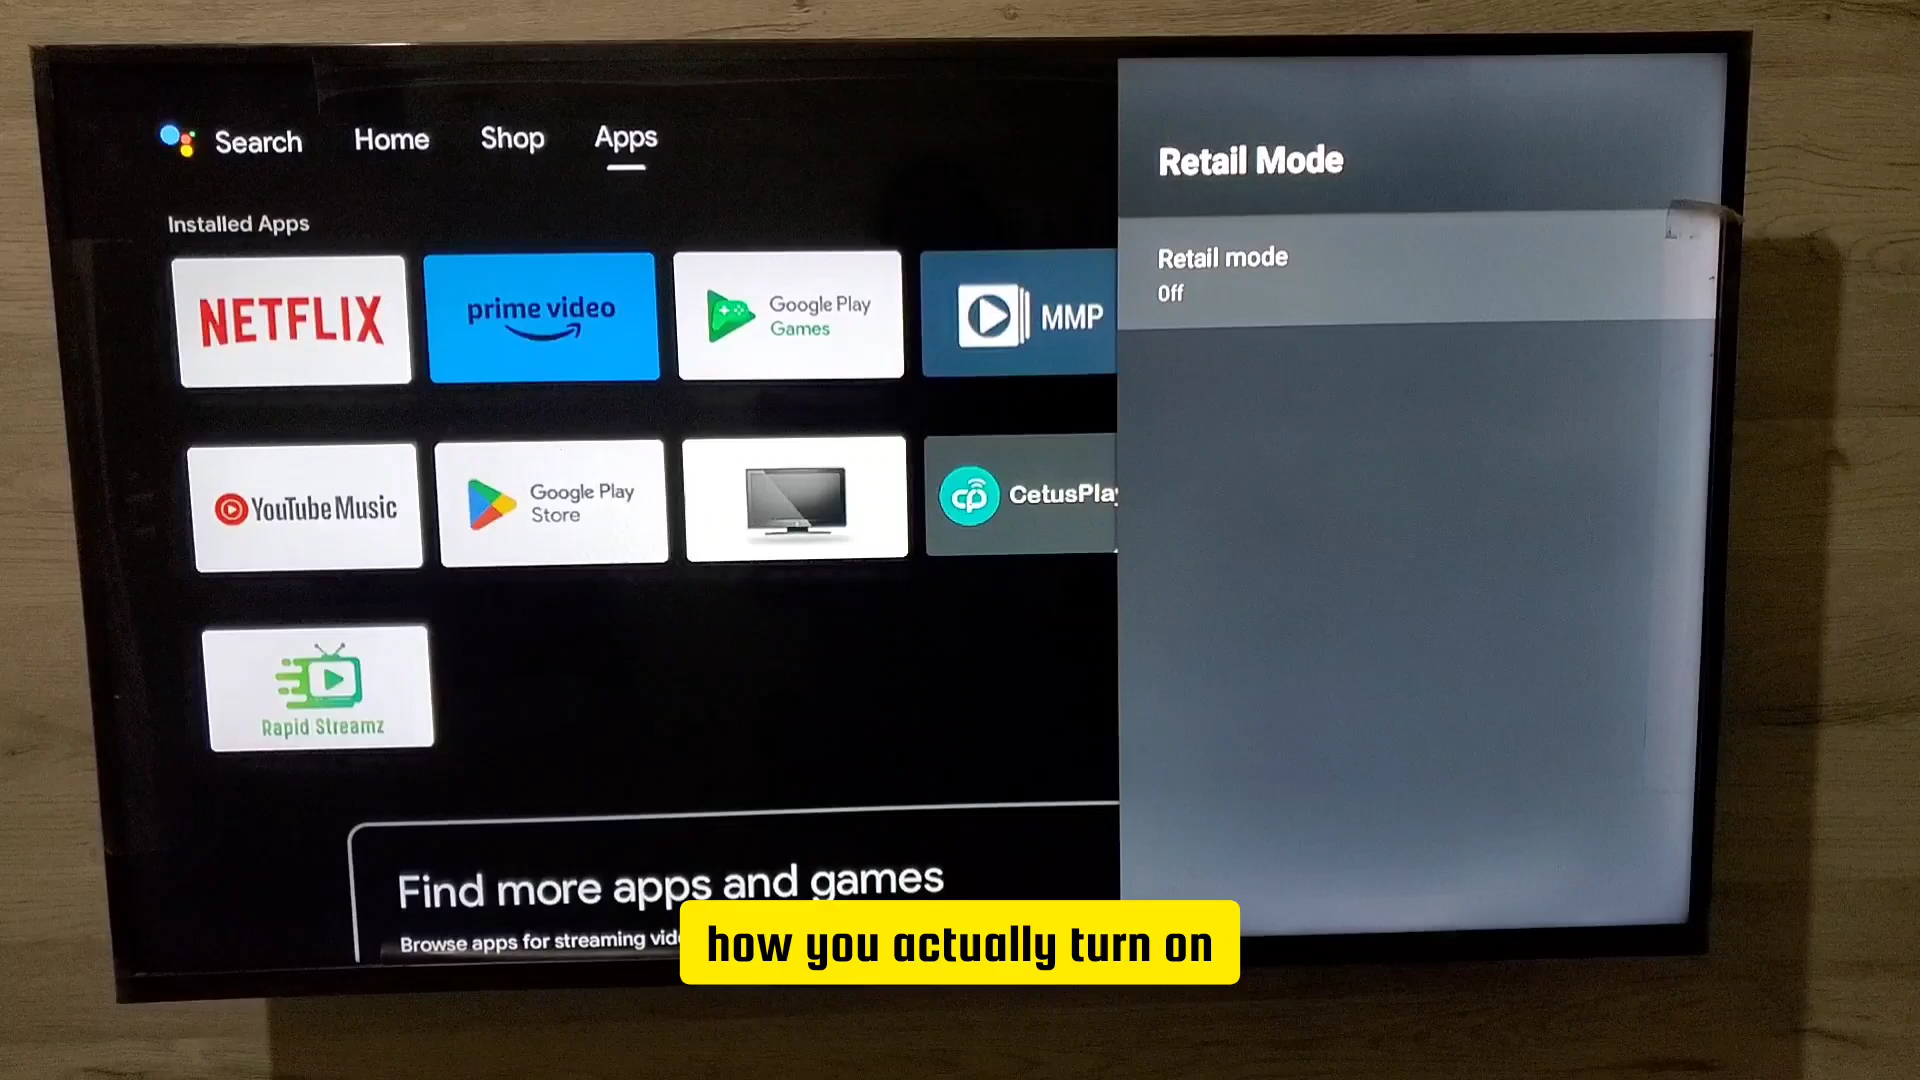 Search Home Shop Apps
Installed Apps
NETFLIX
prime video
Google Play
Games
MMP
YouTube Music
Google Play
Store
CetusPlay
Rapid Streamz
Find more apps and games
Browse apps for streaming vid
Retail Mode
Retail mode
Off
how you actually turn on